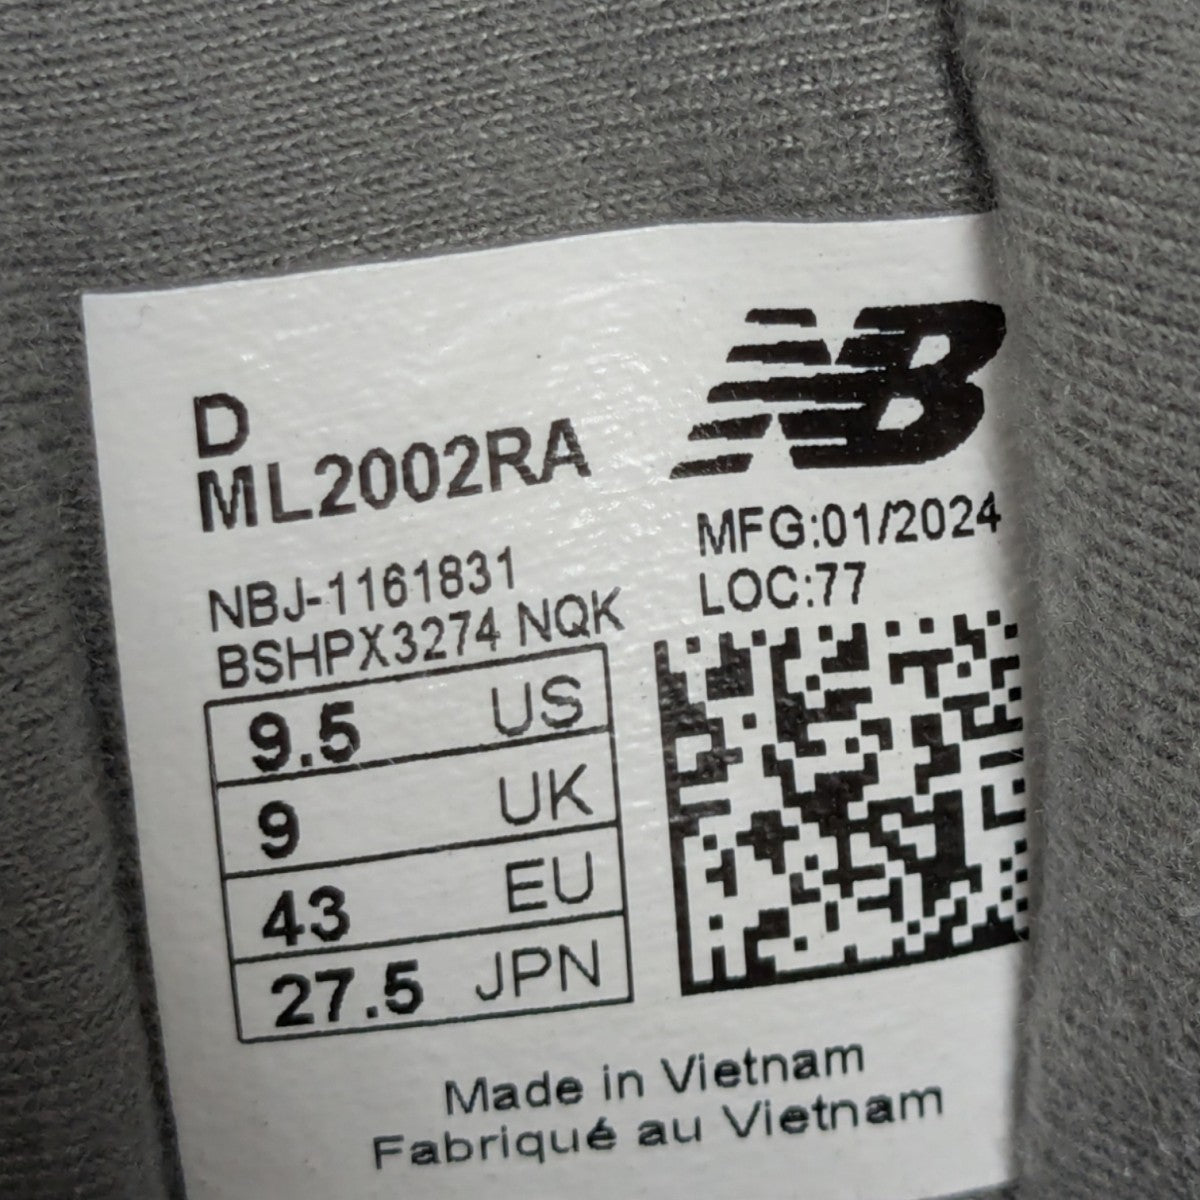 NB
D
ML2002RA
MFG:01/2024
LOC:77
NBJ-1161831
BSHPX3274 NQK
9.5 US
9 UK
43 EU
27.5 JPN
Made in Vietnam
Fabriqué au Vietnam